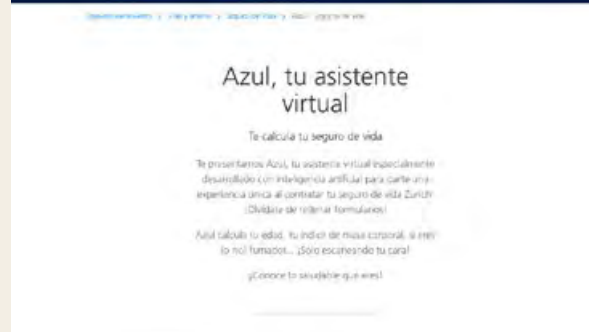 Azul, tu asistente
virtual
Te calcula tu seguro de vida
Te presentamos Azul, tu asistente virtual especialmente
desarrollado con inteligencia artificial para darte una
experiencia única al contratar tu seguro de vida Zurich
¡Olvídate de rellenar formularios!
Azul calcula tu edad, tu índice de masa corporal, si eres
(o no) fumador... ¡Solo escaneando tu cara!
¡Conoce lo saludable que eres!